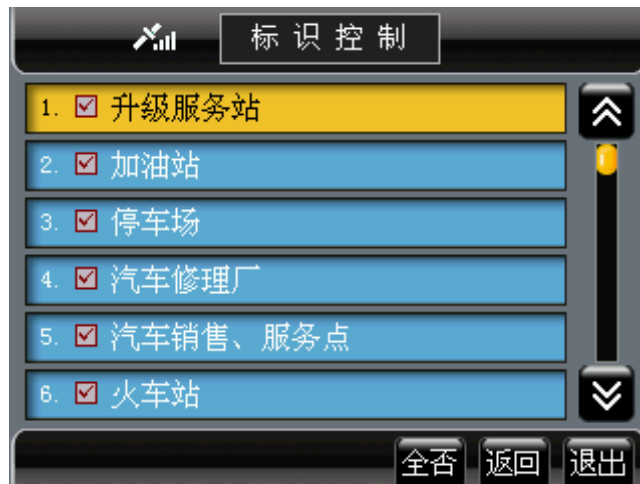 标识控制
1. 升级服务站
2. 加油站
3. 停车场
4. 汽车修理厂
5. 汽车销售、服务点
6. 火车站
全否 返回 退出